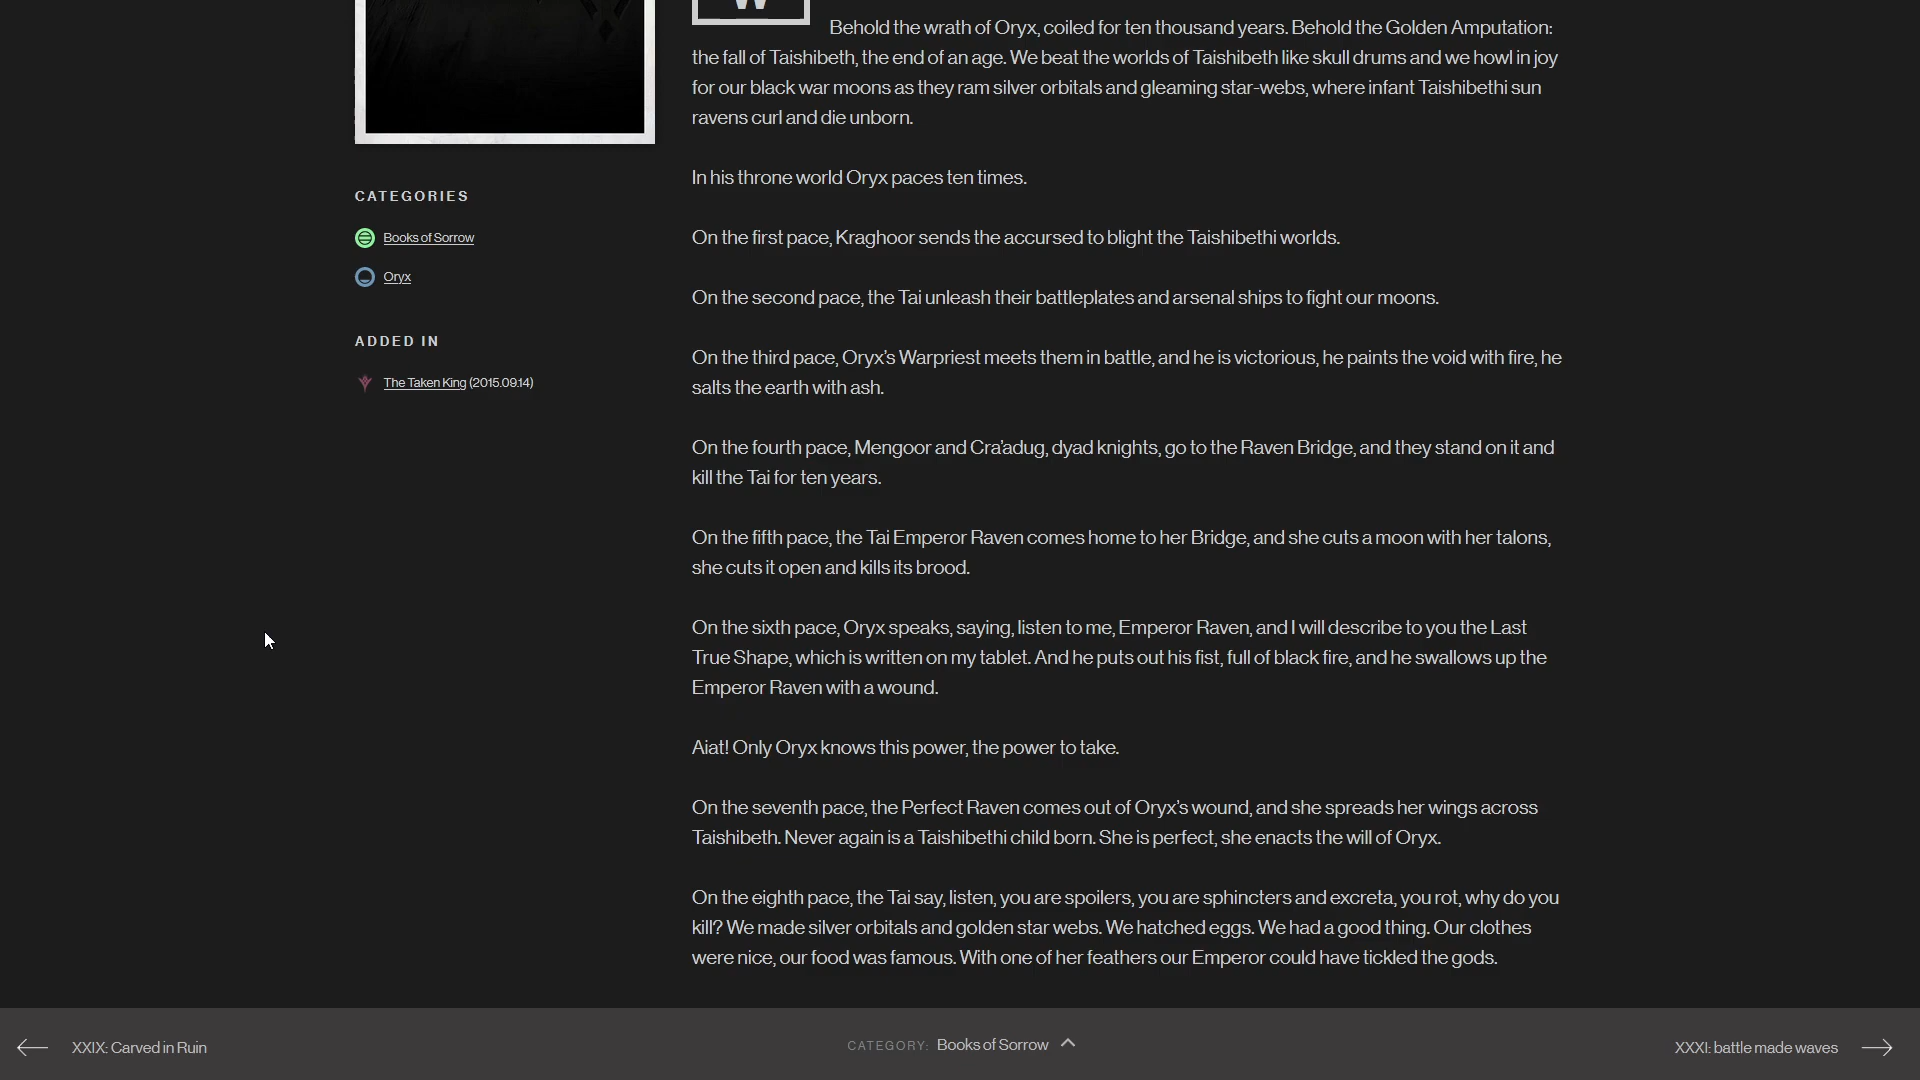 W
Behold the wrath of Oryx, coiled for ten thousand years. Behold the Golden Amputation:
the fall of Taishibeth, the end of an age. We beat the worlds of Taishibeth like skull drums and we howl in joy
for our black war moons as they ram silver orbitals and gleaming star-webs, where infant Taishibethi sun
ravens curl and die unborn.
In his throne world Oryx paces ten times.
On the first pace, Kraghoor sends the accursed to blight the Taishibethi worlds.
On the second pace, the Tai unleash their battleplates and arsenal ships to fight our moons.
On the third pace, Oryx’s Warpriest meets them in battle, and he is victorious, he paints the void with fire, he
salts the earth with ash.
On the fourth pace, Mengoor and Cra’adug, dyad knights, go to the Raven Bridge, and they stand on it and
kill the Tai for ten years.
On the fifth pace, the Tai Emperor Raven comes home to her Bridge, and she cuts a moon with her talons,
she cuts it open and kills its brood.
On the sixth pace, Oryx speaks, saying, listen to me, Emperor Raven, and I will describe to you the Last
True Shape, which is written on my tablet. And he puts out his fist, full of black fire, and he swallows up the
Emperor Raven with a wound.
Aiat! Only Oryx knows this power, the power to take.
On the seventh pace, the Perfect Raven comes out of Oryx’s wound, and she spreads her wings across
Taishibeth. Never again is a Taishibethi child born. She is perfect, she enacts the will of Oryx.
On the eighth pace, the Tai say, listen, you are spoilers, you are sphincters and excreta, you rot, why do you
kill? We made silver orbitals and golden star webs. We hatched eggs. We had a good thing. Our clothes
were nice, our food was famous. With one of her feathers our Emperor could have tickled the gods.
CATEGORIES
Books of Sorrow
Oryx
ADDED IN
The Taken King (2015.09.14)
XXIX: Carved in Ruin
CATEGORY: Books of Sorrow
XXXI: battle made waves